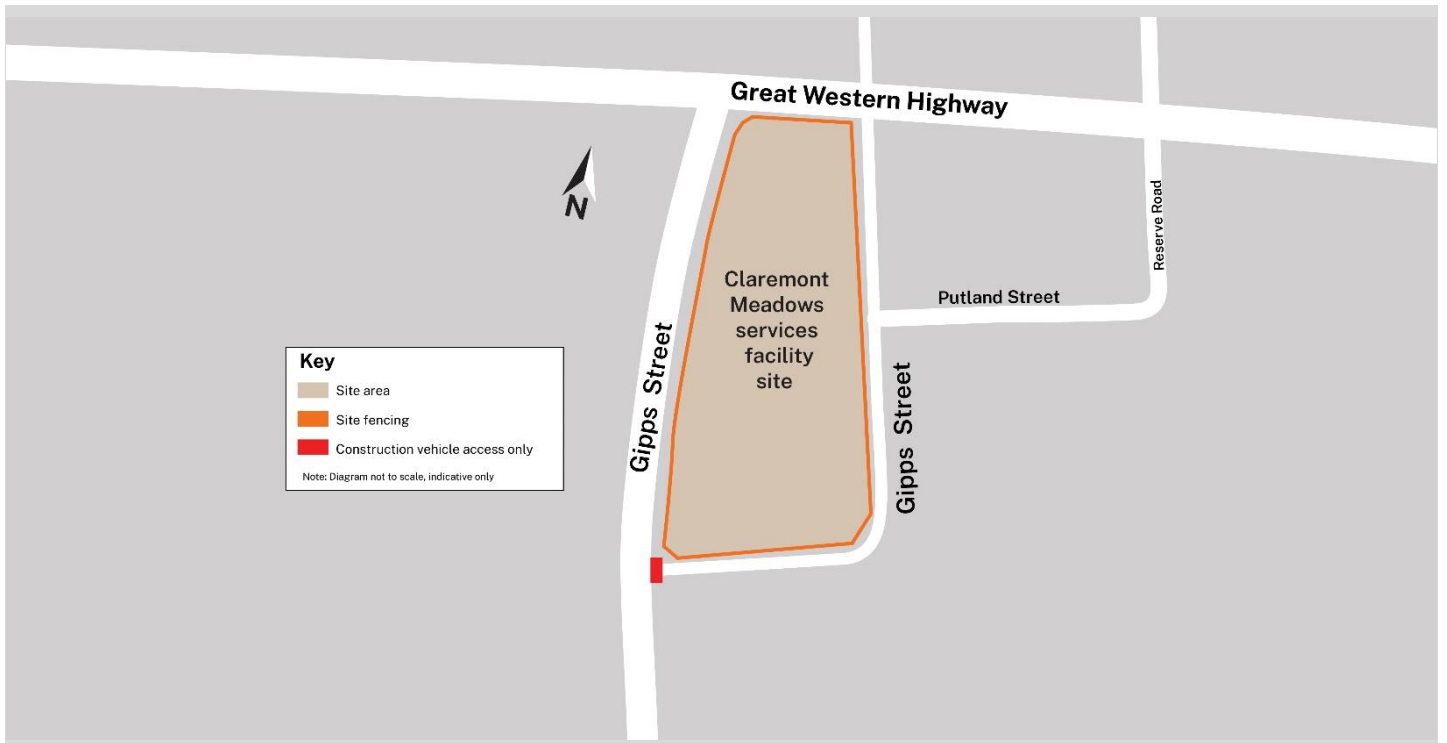 Great Western Highway
N
Reserve Road
Claremont
Meadows
services
facility
site
Putland Street
Gipps Street
Gipps Street
Key
Site area
Site fencing
Construction vehicle access only
Note: Diagram not to scale, indicative only